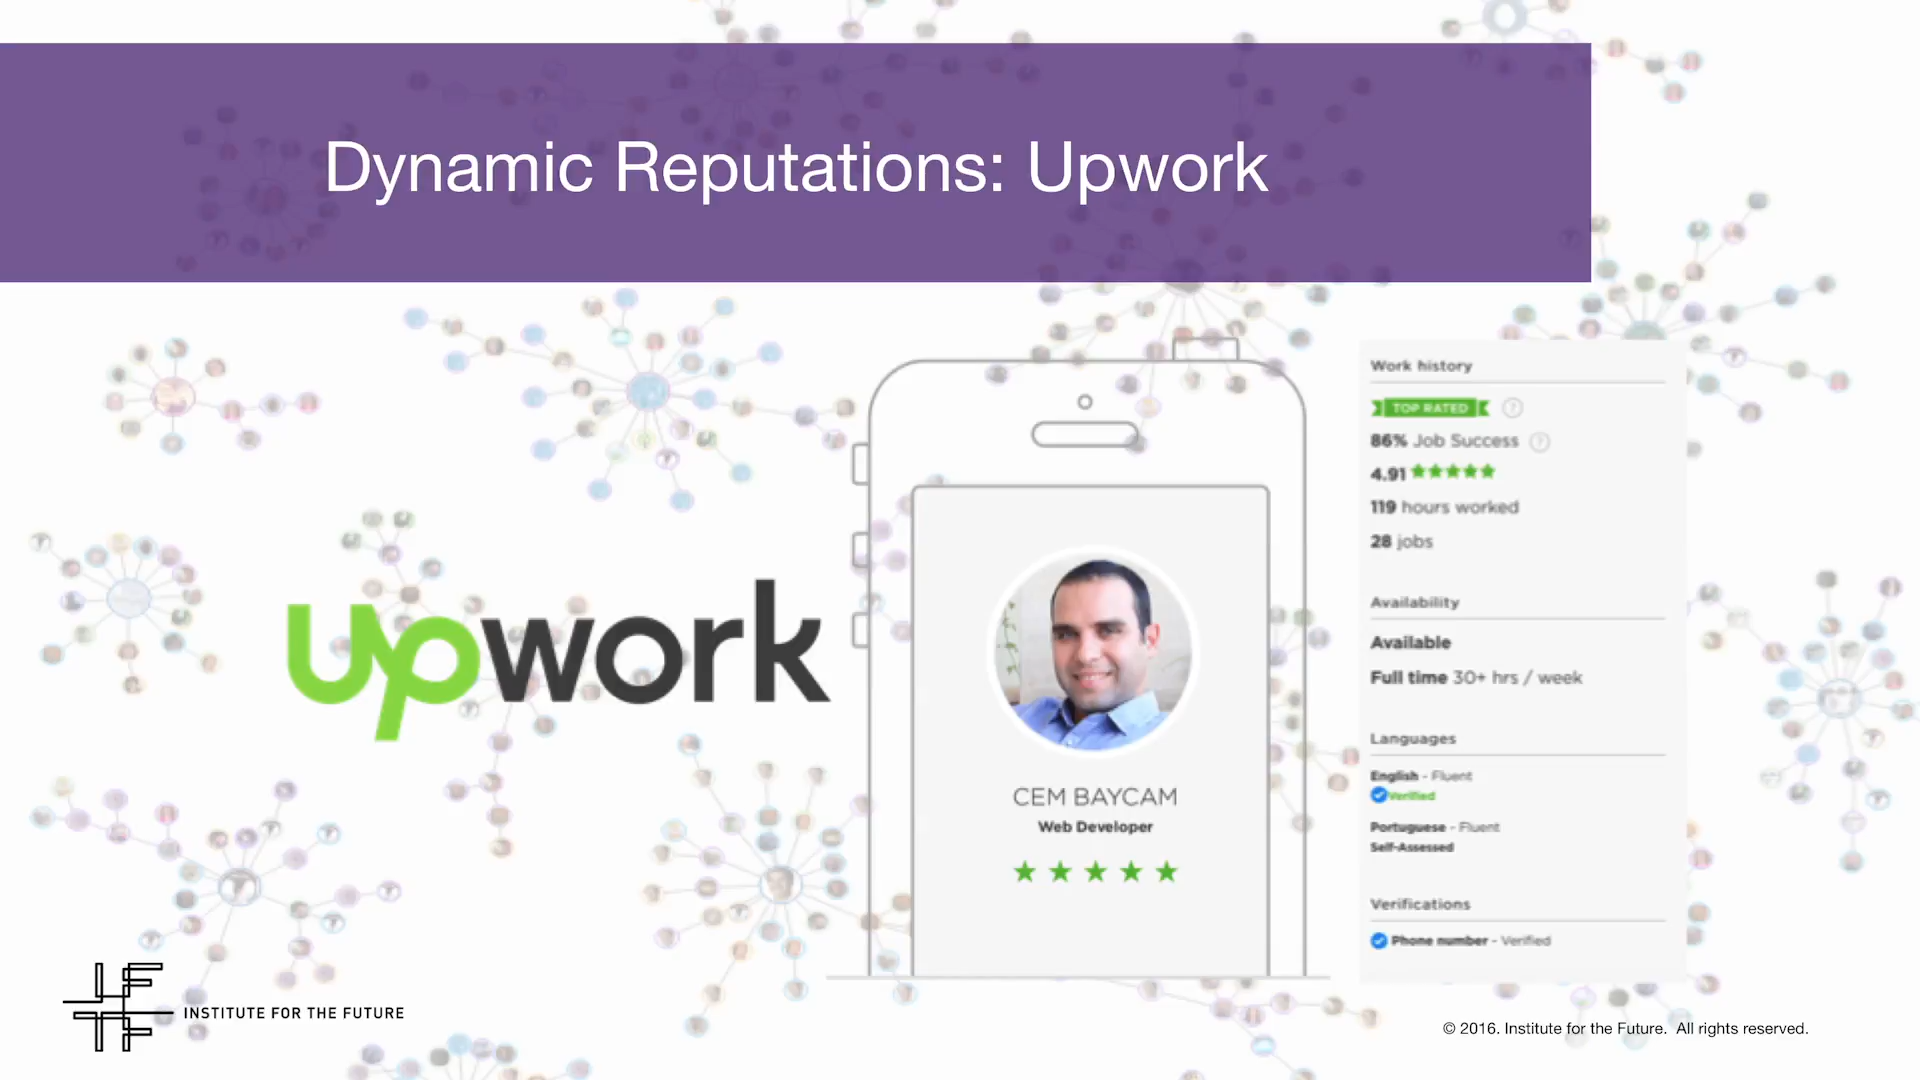 Dynamic Reputations: Upwork
upwork
CEM BAYCAM
Web Developer
Work history
TOP RATED ?
86% Job Success ?
4.91
119 hours worked
28 jobs
Availability
Available
Full time 30+ hrs / week
Languages
English - Fluent
Verified
Portuguese - Fluent
Self-Assessed
Verifications
Phone number - Verified
INSTITUTE FOR THE FUTURE
© 2016. Institute for the Future. All rights reserved.